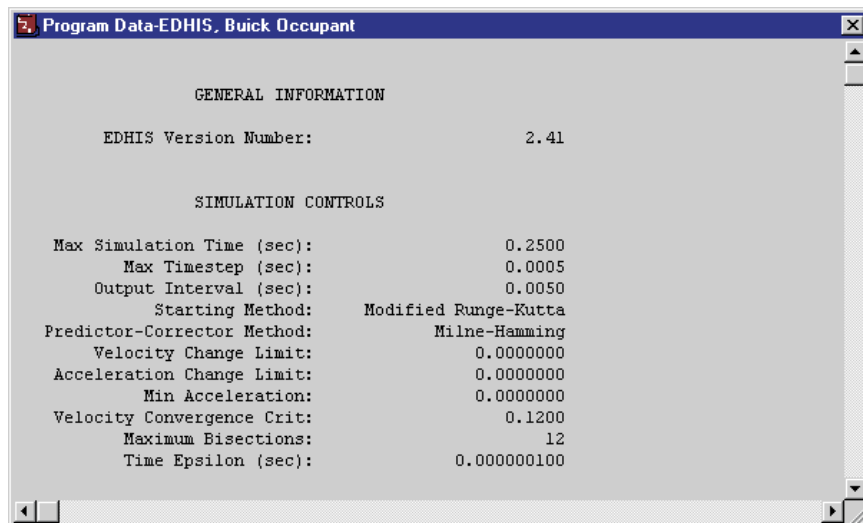 Program Data-EDHIS, Buick Occupant
GENERAL INFORMATION
EDHIS Version Number: 2.41
SIMULATION CONTROLS
Max Simulation Time (sec): 0.2500
Max Timestep (sec): 0.0005
Output Interval (sec): 0.0050
Starting Method: Modified Runge-Kutta
Predictor-Corrector Method: Milne-Hamming
Velocity Change Limit: 0.0000000
Acceleration Change Limit: 0.0000000
Min Acceleration: 0.0000000
Velocity Convergence Crit: 0.1200
Maximum Bisections: 12
Time Epsilon (sec): 0.000000100